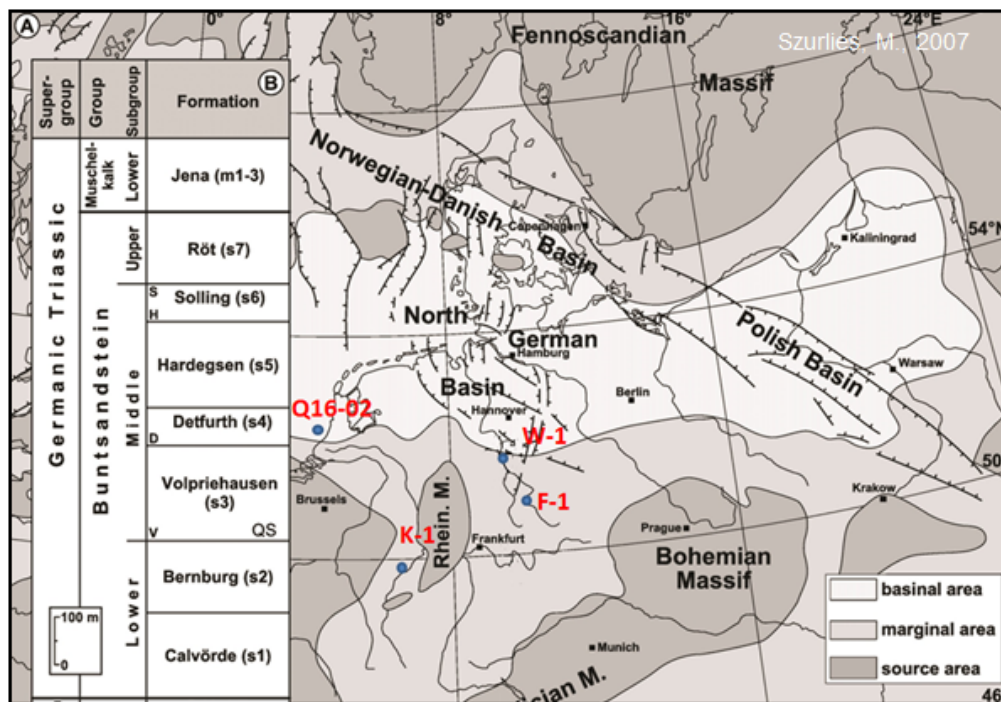 A
0°
8°
16°
24°E
Szurlies, M., 2007
Fennoscandian
Massif
B
Super-
group
Group
Subgroup
Formation
Germanic Triassic
Muschel-
kalk
Lower
Jena (m1-3)
Buntsandstein
Upper
Röt (s7)
Middle
S
Solling (s6)
H
Hardegsen (s5)
Detfurth (s4)
D
Volpriehausen
(s3)
QS
V
Lower
Bernburg (s2)
Calvörde (s1)
100 m
0
Norwegian-Danish
Basin
Copenhagen
Kaliningrad
54°N
North
German
Basin
Hamburg
Polish Basin
Warsaw
Berlin
Hannover
Q16-02
W-1
50
Brussels
F-1
K-1
Rhein. M.
Frankfurt
Krakow
Prague
Bohemian
Massif
Munich
sian M.
46
basinal area
marginal area
source area